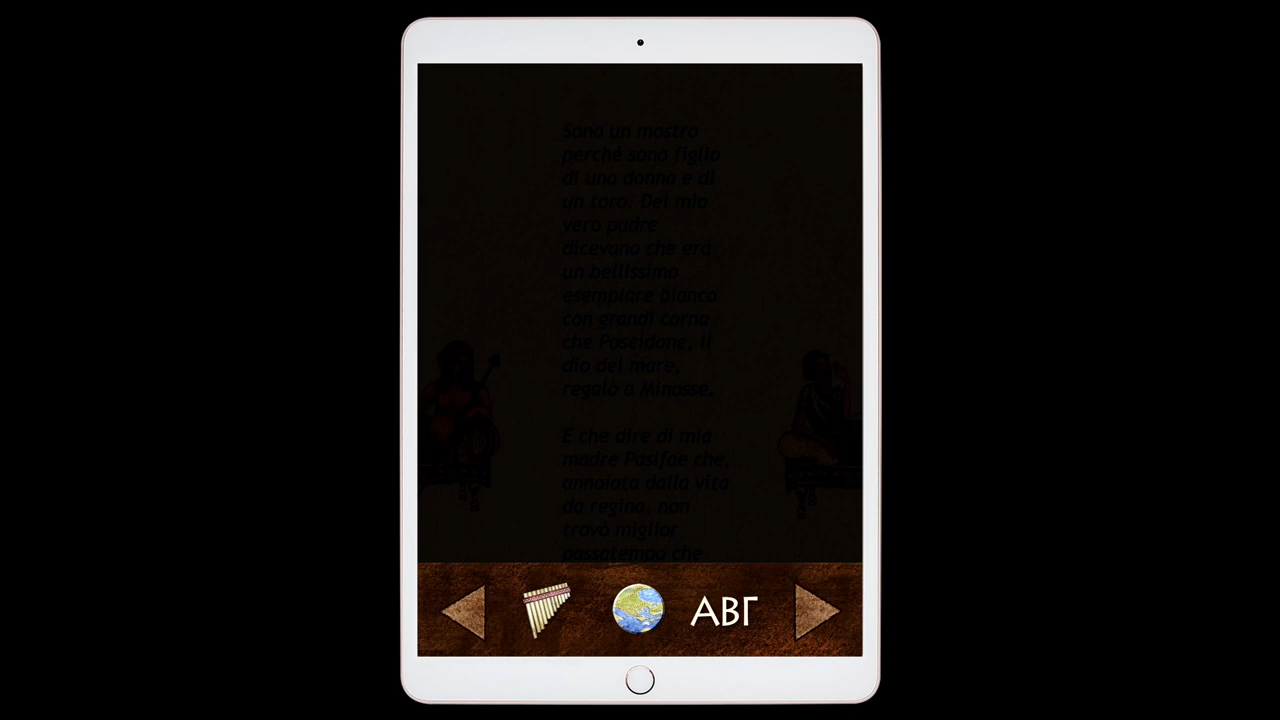 Sono un mostro
perché sono figlio
di una donna e di
un toro. Del mio
vero padre
dicevano che era
un bellissimo
esemplare bianco
con grandi corna
che Poseidone, il
dio del mare,
regalò a Minosse.
E che dire di mia
madre Pasifae che,
annoiata dalla vita
da regina, non
trovò miglior
passatempo che
ΑΒΓ